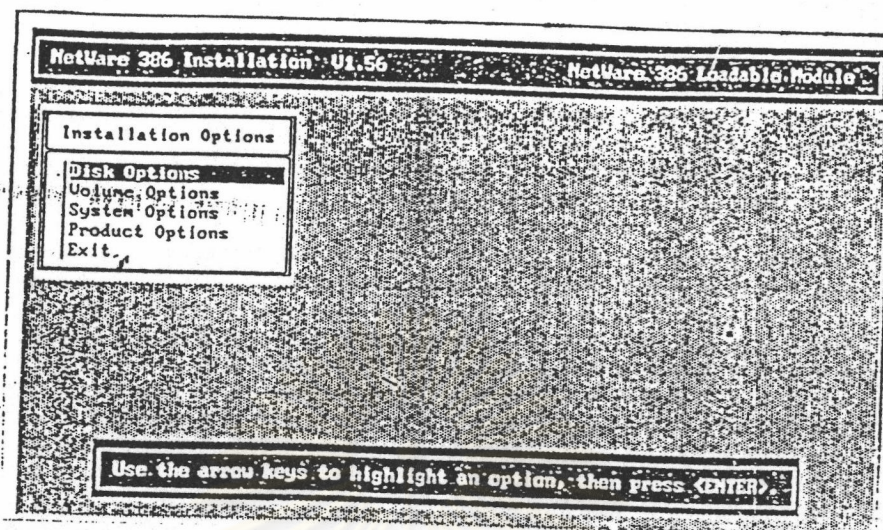 NetWare 386 Installation V1.56 NetWare 386 Loadable Module
Installation Options
Disk Options
Volume Options
System Options
Product Options
Exit
Use the arrow keys to highlight an option, then press <ENTER>.